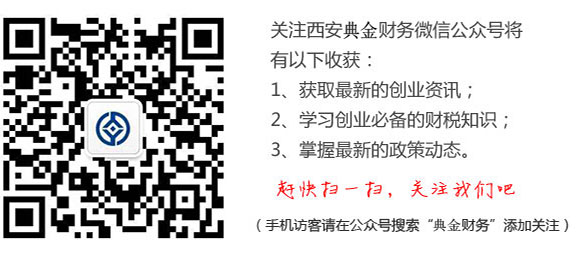 关注西安典金财务微信公众号将
有以下收获：
1、获取最新的创业资讯；
2、学习创业必备的财税知识；
3、掌握最新的政策动态。
赶快扫一扫，关注我们吧
（手机访客请在公众号搜索“典金财务”添加关注）